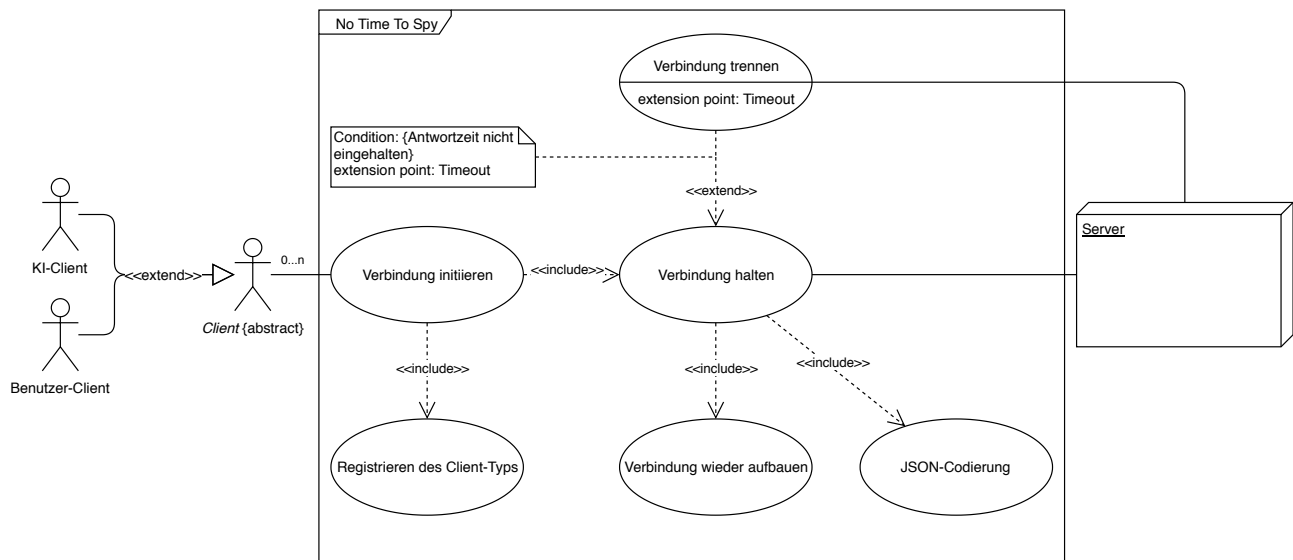 No Time To Spy
Verbindung trennen
extension point: Timeout
Condition: {Antwortzeit nicht
eingehalten}
extension point: Timeout
<<extend>>
Server
KI-Client
<<extend>>
0...n
Client {abstract}
Verbindung initiieren
<<include>>
Verbindung halten
Benutzer-Client
<<include>>
<<include>>
<<include>>
Registrieren des Client-Typs
Verbindung wieder aufbauen
JSON-Codierung